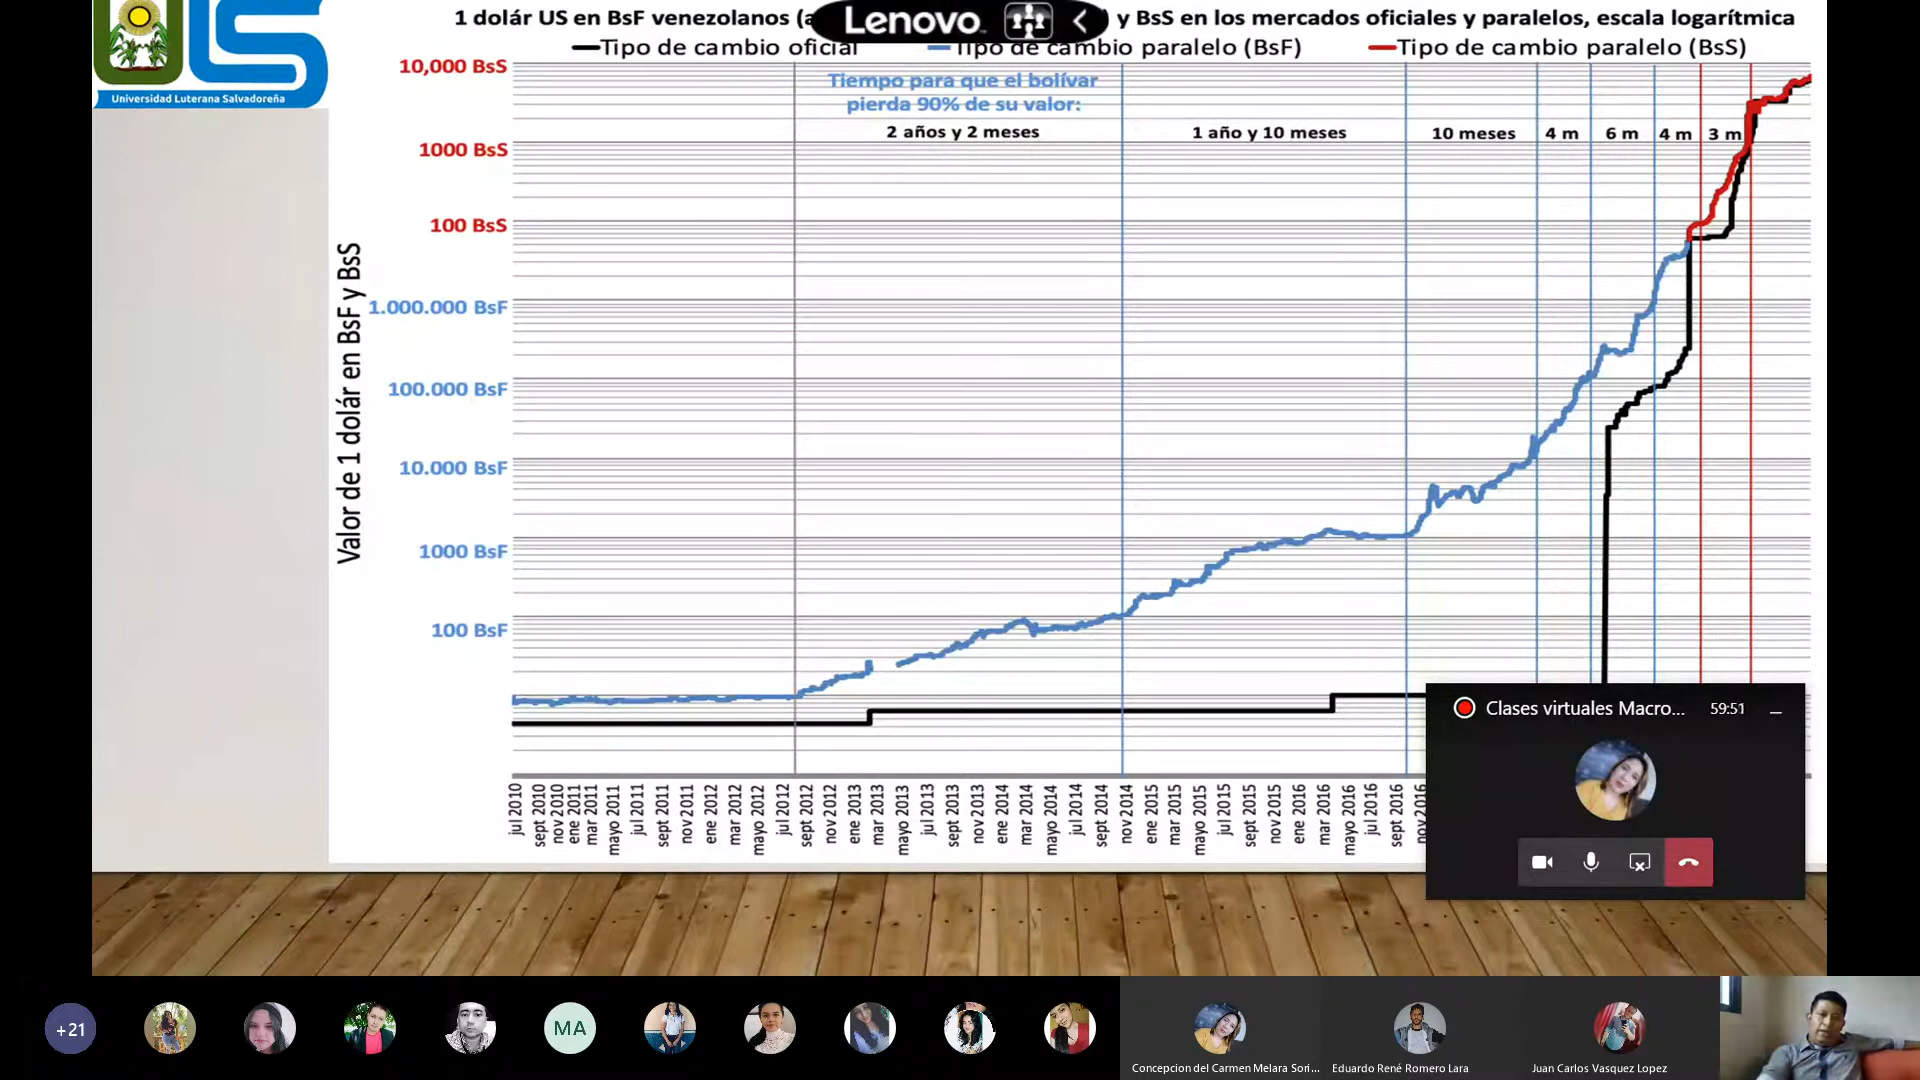 1 dolár US en BsF venezolanos (a
) y BsS en los mercados oficiales y paralelos, escala logarítmica
Lenovo
Tipo de cambio oficial
Tipo de cambio paralelo (BsF)
Tipo de cambio paralelo (BsS)
Universidad Luterana Salvadoreña
Tiempo para que el bolívar
pierda 90% de su valor:
2 años y 2 meses
1 año y 10 meses
10 meses
4 m
6 m
4 m
3 m
Valor de 1 dolár en BsF y BsS
10,000 BsS
1000 BsS
100 BsS
1.000.000 BsF
100.000 BsF
10.000 BsF
1000 BsF
100 BsF
jul 2010
sept 2010
nov 2010
ene 2011
mar 2011
mayo 2011
jul 2011
sept 2011
nov 2011
ene 2012
mar 2012
mayo 2012
jul 2012
sept 2012
nov 2012
ene 2013
mar 2013
mayo 2013
jul 2013
sept 2013
nov 2013
ene 2014
mar 2014
mayo 2014
jul 2014
sept 2014
nov 2014
ene 2015
mar 2015
mayo 2015
jul 2015
sept 2015
nov 2015
ene 2016
mar 2016
mayo 2016
jul 2016
sept 2016
nov 2016
Clases virtuales Macro... 59:51
+21
MA
Concepcion del Carmen Melara Sori...
Eduardo René Romero Lara
Juan Carlos Vasquez Lopez